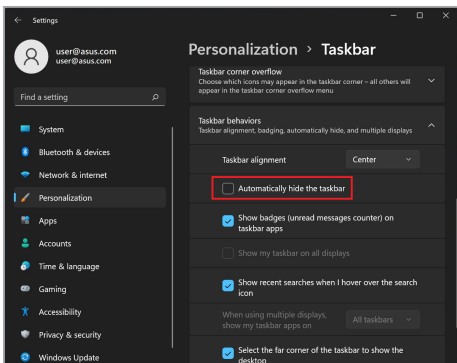 Settings
user@asus.com
user@asus.com
Find a setting
System
Bluetooth & devices
Network & internet
Personalization
Apps
Accounts
Time & language
Gaming
Accessibility
Privacy & security
Windows Update
Personalization > Taskbar
Taskbar corner overflow
Choose which icons may appear in the taskbar corner – all others will
appear in the taskbar corner overflow menu
Taskbar behaviors
Taskbar alignment, badging, automatically hide, and multiple displays
Taskbar alignment
Center
Automatically hide the taskbar
Show badges (unread messages counter) on
taskbar apps
Show my taskbar on all displays
Show recent searches when I hover over the search
icon
When using multiple displays,
show my taskbar apps on
All taskbars
Select the far corner of the taskbar to show the
desktop